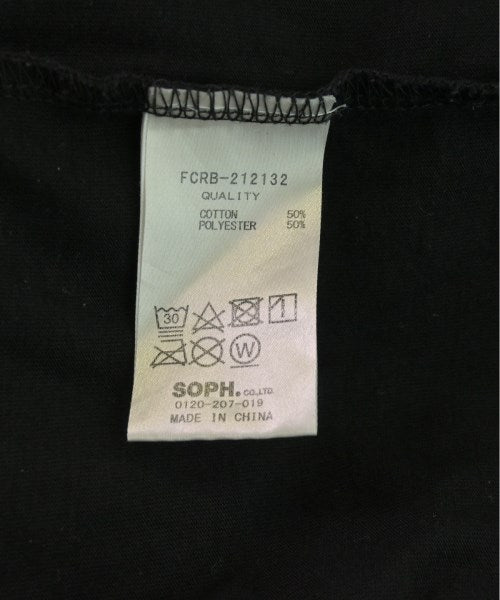 FCRB-212132
QUALITY
COTTON 50%
POLYESTER 50%
30
W
SOPH. CO.,LTD.
0120-207-019
MADE IN CHINA